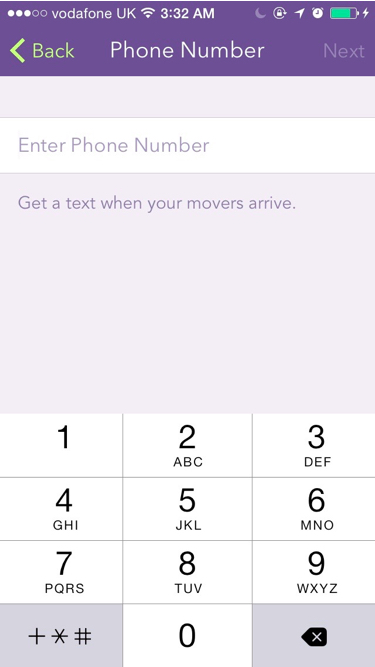 vodafone UK 3:32 AM
Back Phone Number Next
Enter Phone Number
Get a text when your movers arrive.
1 2 3
ABC DEF
4 5 6
GHI JKL MNO
7 8 9
PQRS TUV WXYZ
+*# 0